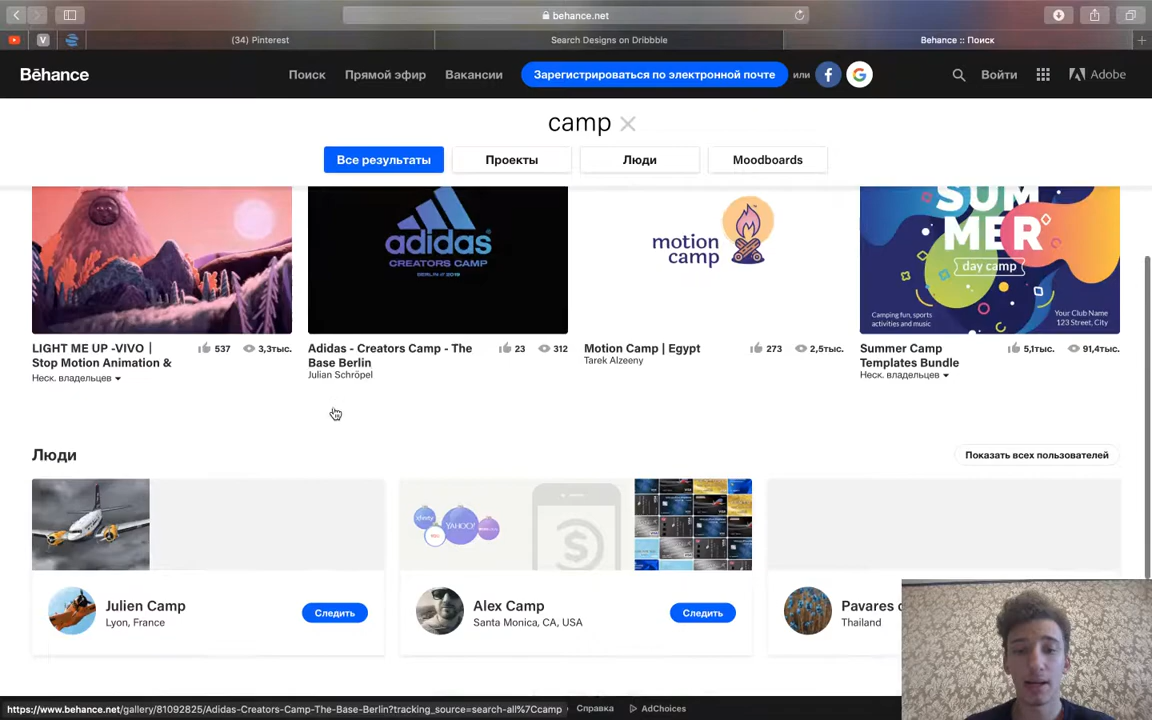 behance.net
V
(34) Pinterest
Search Designs on Dribbble
Behance :: Поиск
Bēhance
Поиск
Прямой эфир
Вакансии
Зарегистрироваться по электронной почте
или
f
G
Войти
Adobe
camp
Все результаты
Проекты
Люди
Moodboards
adidas
CREATORS CAMP
BERLIN // 2019
motion
camp
SUM
MER
day camp
Camping fun, sports
activities and music
Your Club Name
123 Street, City
LIGHT ME UP -VIVO｜
Stop Motion Animation &
Неск. владельцев
537
3,3тыс.
Adidas - Creators Camp - The
Base Berlin
Julian Schröpel
23
312
Motion Camp | Egypt
Tarek Alzeeny
273
2,5тыс.
Summer Camp
Templates Bundle
Неск. владельцев
5,1тыс.
91,4тыс.
Люди
Показать всех пользователей
YAHOO!
Julien Camp
Lyon, France
Следить
Alex Camp
Santa Monica, CA, USA
Следить
Pavares
Thailand
https://www.behance.net/gallery/81092825/Adidas-Creators-Camp-The-Base-Berlin?tracking_source=search-all%7Ccamp
Справка
AdChoices